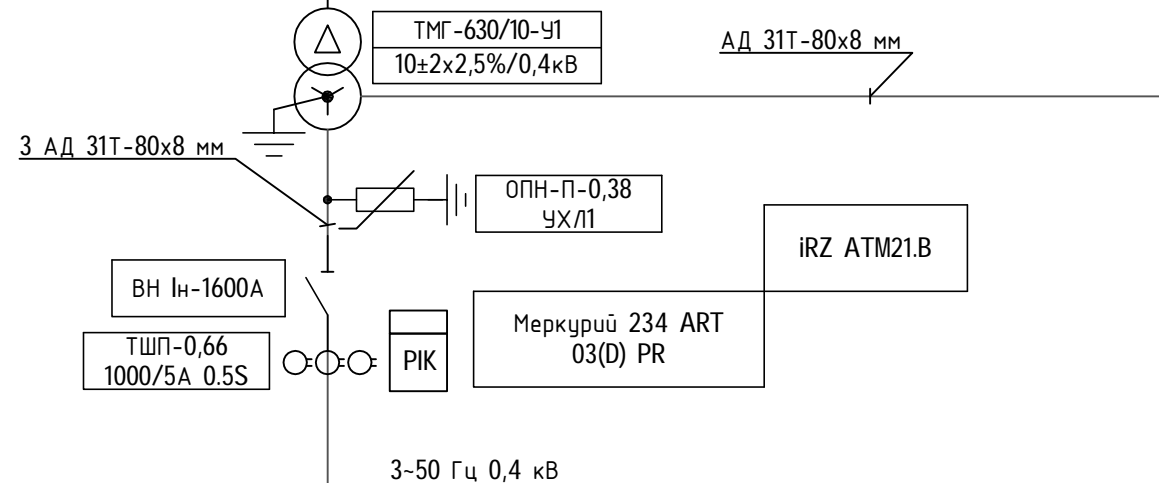 ТМГ-630/10-У1
10±2х2,5%/0,4кВ
АД 31Т-80х8 мм
3 АД 31Т-80х8 мм
ОПН-П-0,38
УХЛ1
iRZ ATM21.B
ВН Iн-1600А
Меркурий 234 ART
03(D) PR
ТШП-0,66
1000/5А 0.5S
PIK
3~50 Гц 0,4 кВ